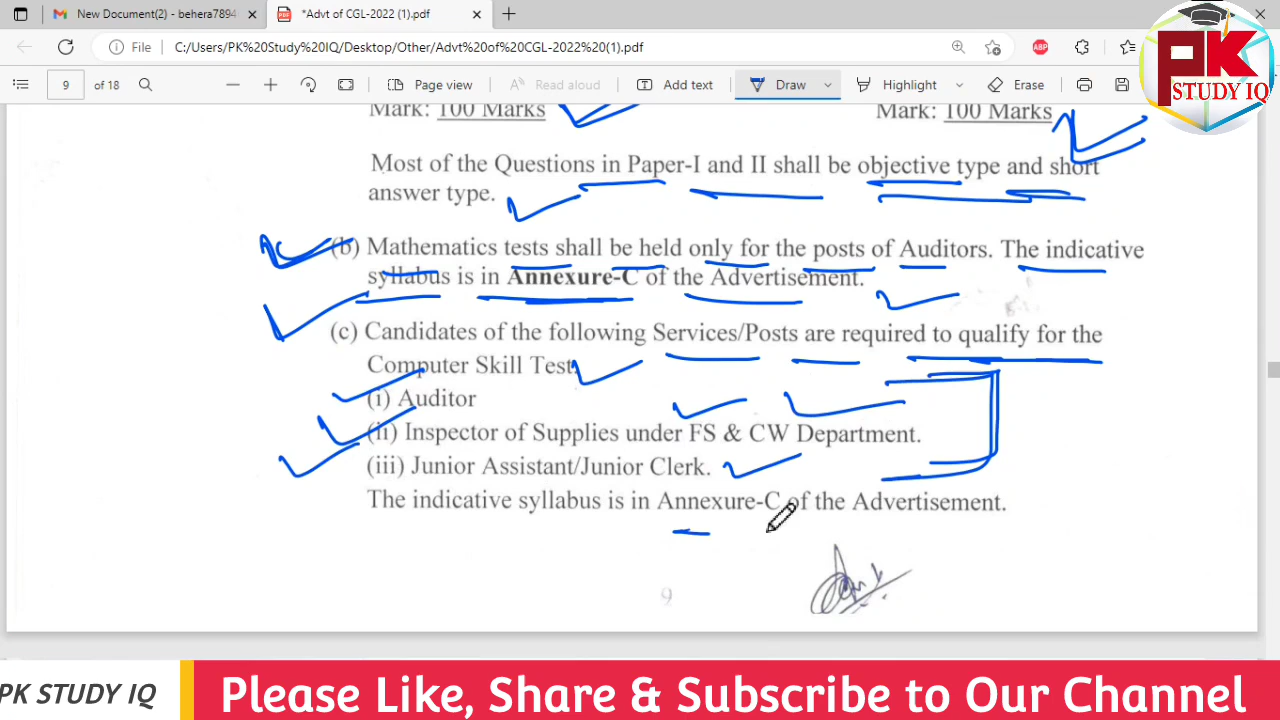 New Document(2) - behera7894
*Advt of CGL-2022 (1).pdf
File
C:/Users/PK%20Study%20IQ/Desktop/Other/Advt%20of%20CGL-2022%20(1).pdf
ABP
9 of 18
Page view
Read aloud
Add text
Draw
Highlight
Erase
PK
STUDY IQ
Mark: 100 Marks
Mark: 100 Marks
Most of the Questions in Paper-I and II shall be objective type and short
answer type.
(b) Mathematics tests shall be held only for the posts of Auditors. The indicative
syllabus is in Annexure-C of the Advertisement.
(c) Candidates of the following Services/Posts are required to qualify for the
Computer Skill Test.
(i) Auditor
(ii) Inspector of Supplies under FS & CW Department.
(iii) Junior Assistant/Junior Clerk.
The indicative syllabus is in Annexure-C of the Advertisement.
9
PK STUDY IQ
Please Like, Share & Subscribe to Our Channel